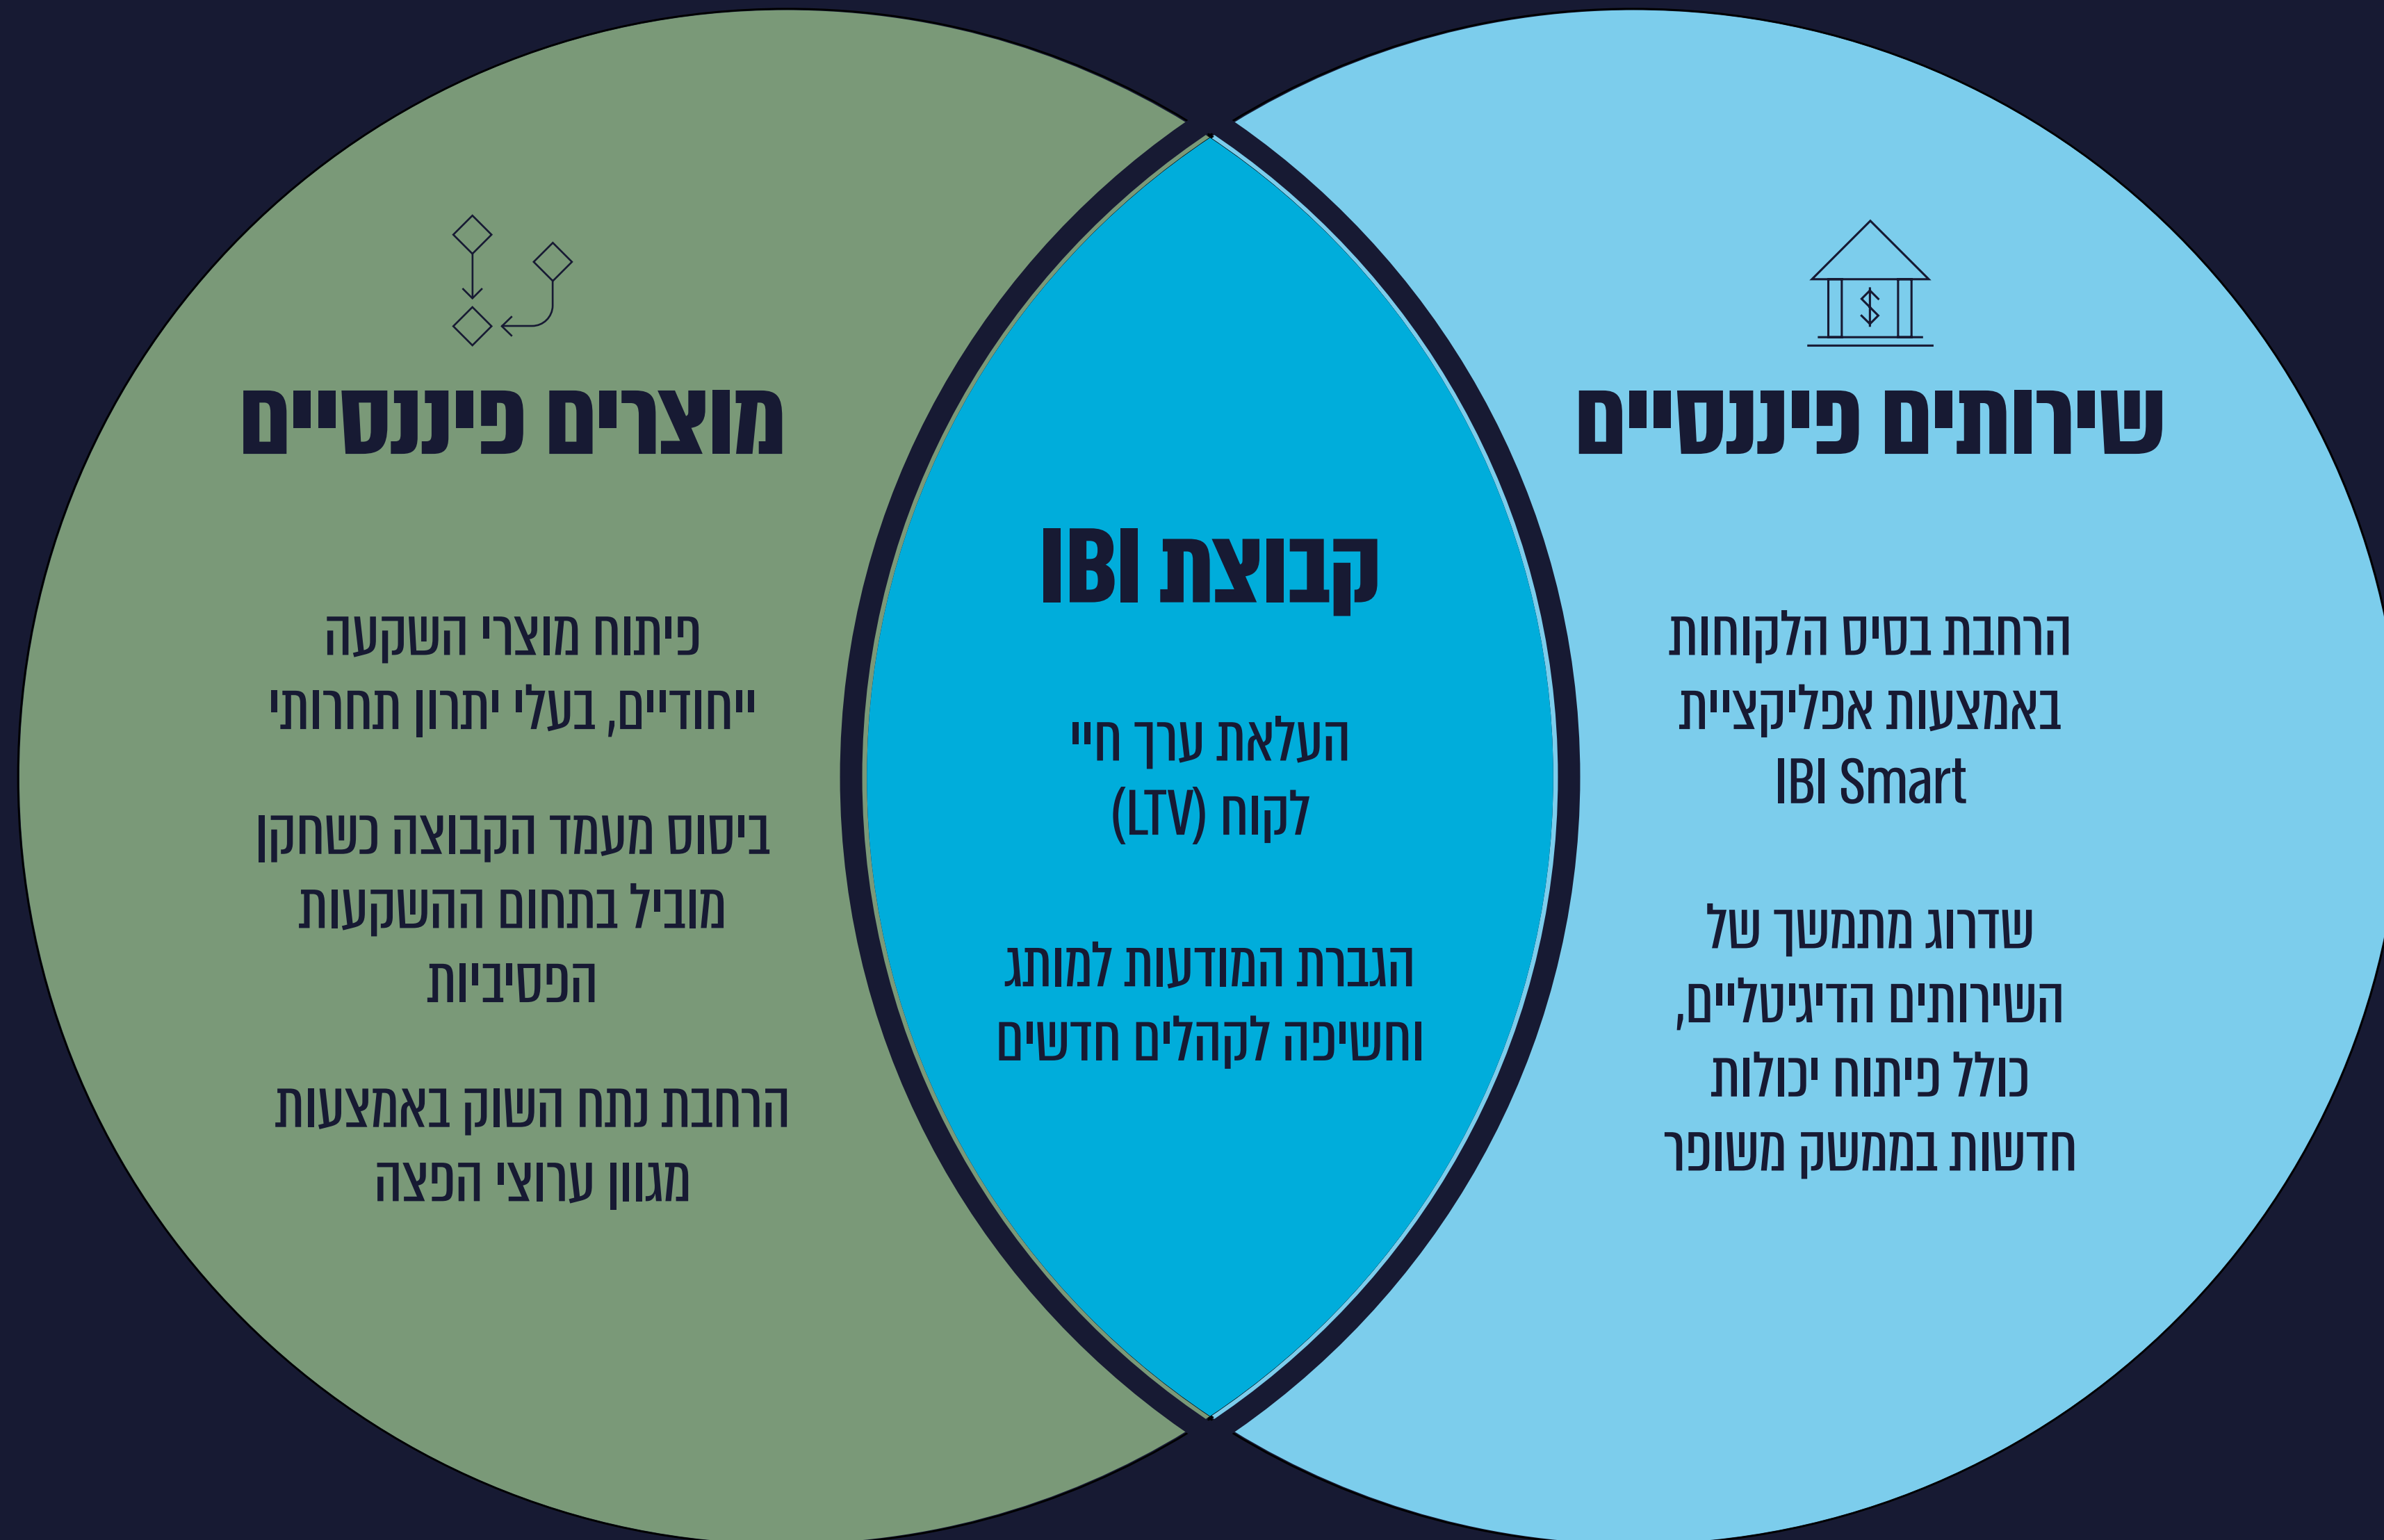 שירותים פיננסיים
הרחבת בסיס הלקוחות
באמצעות אפליקציית
IBI Smart
שדרוג מתמשך של
השירותים הדיגיטליים,
כולל פיתוח יכולות
חדשות בממשק משופר
קבוצת IBI
העלאת ערך חיי
לקוח (LTV)
הגברת המודעות למותג
וחשיפה לקהלים חדשים
מוצרים פיננסיים
פיתוח מוצרי השקעה
ייחודיים, בעלי יתרון תחרותי
ביסוס מעמד הקבוצה כשחקן
מוביל בתחום ההשקעות
הפסיביות
הרחבת נתח השוק באמצעות
מגוון ערוצי הפצה